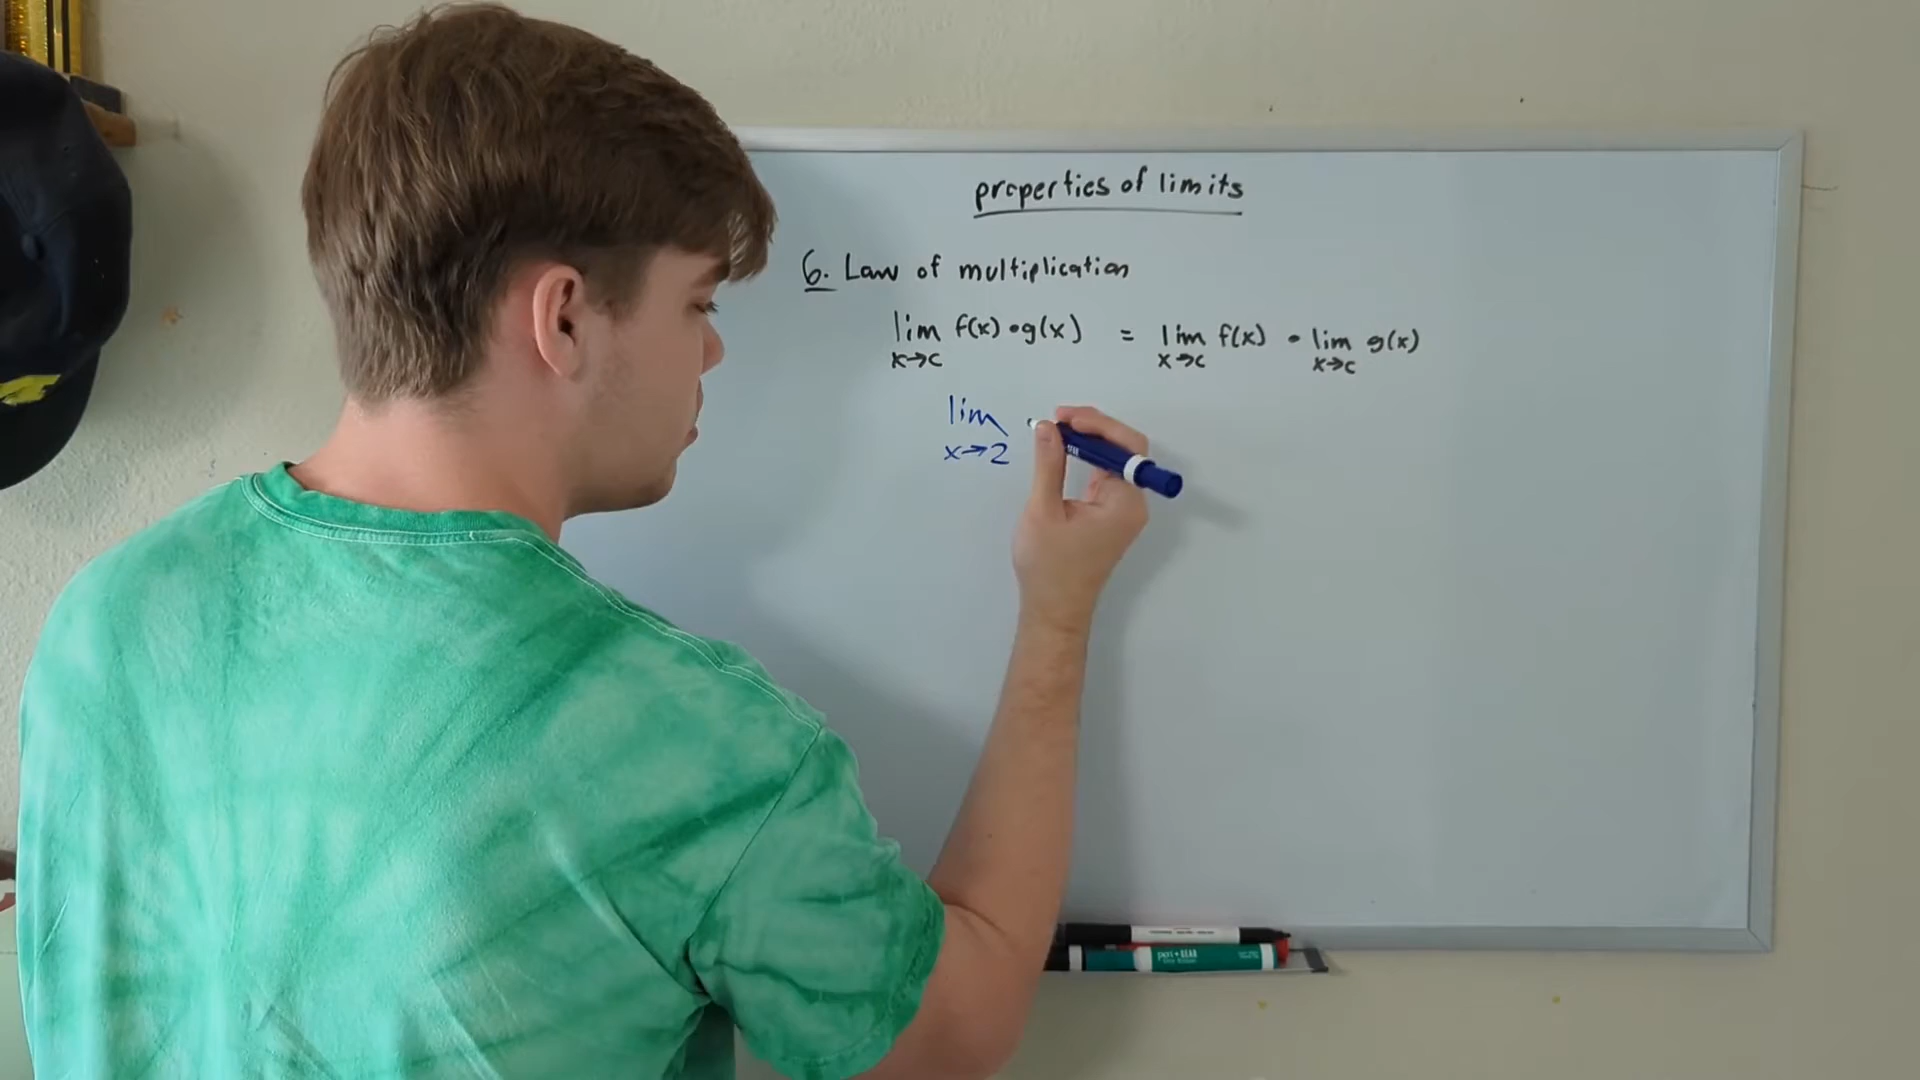 properties of limits
6. Law of multiplication
lim f(x) • g(x) = lim f(x) • lim g(x)
x→c x→c x→c
lim
x→2